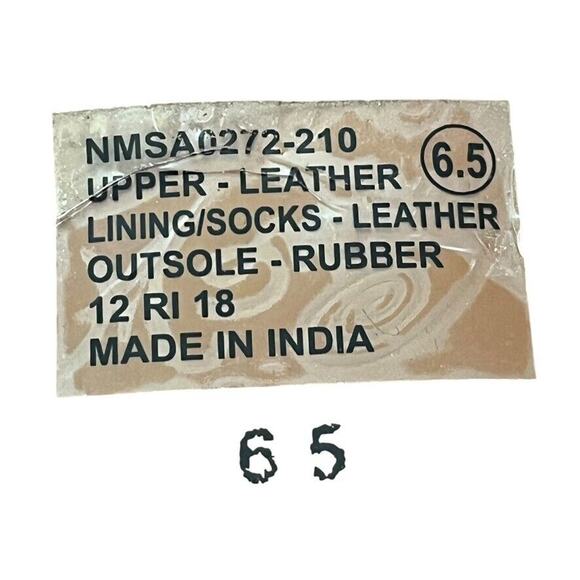 NMSA0272-210 6.5
UPPER - LEATHER
LINING/SOCKS - LEATHER
OUTSOLE - RUBBER
12 RI 18
MADE IN INDIA
6 5